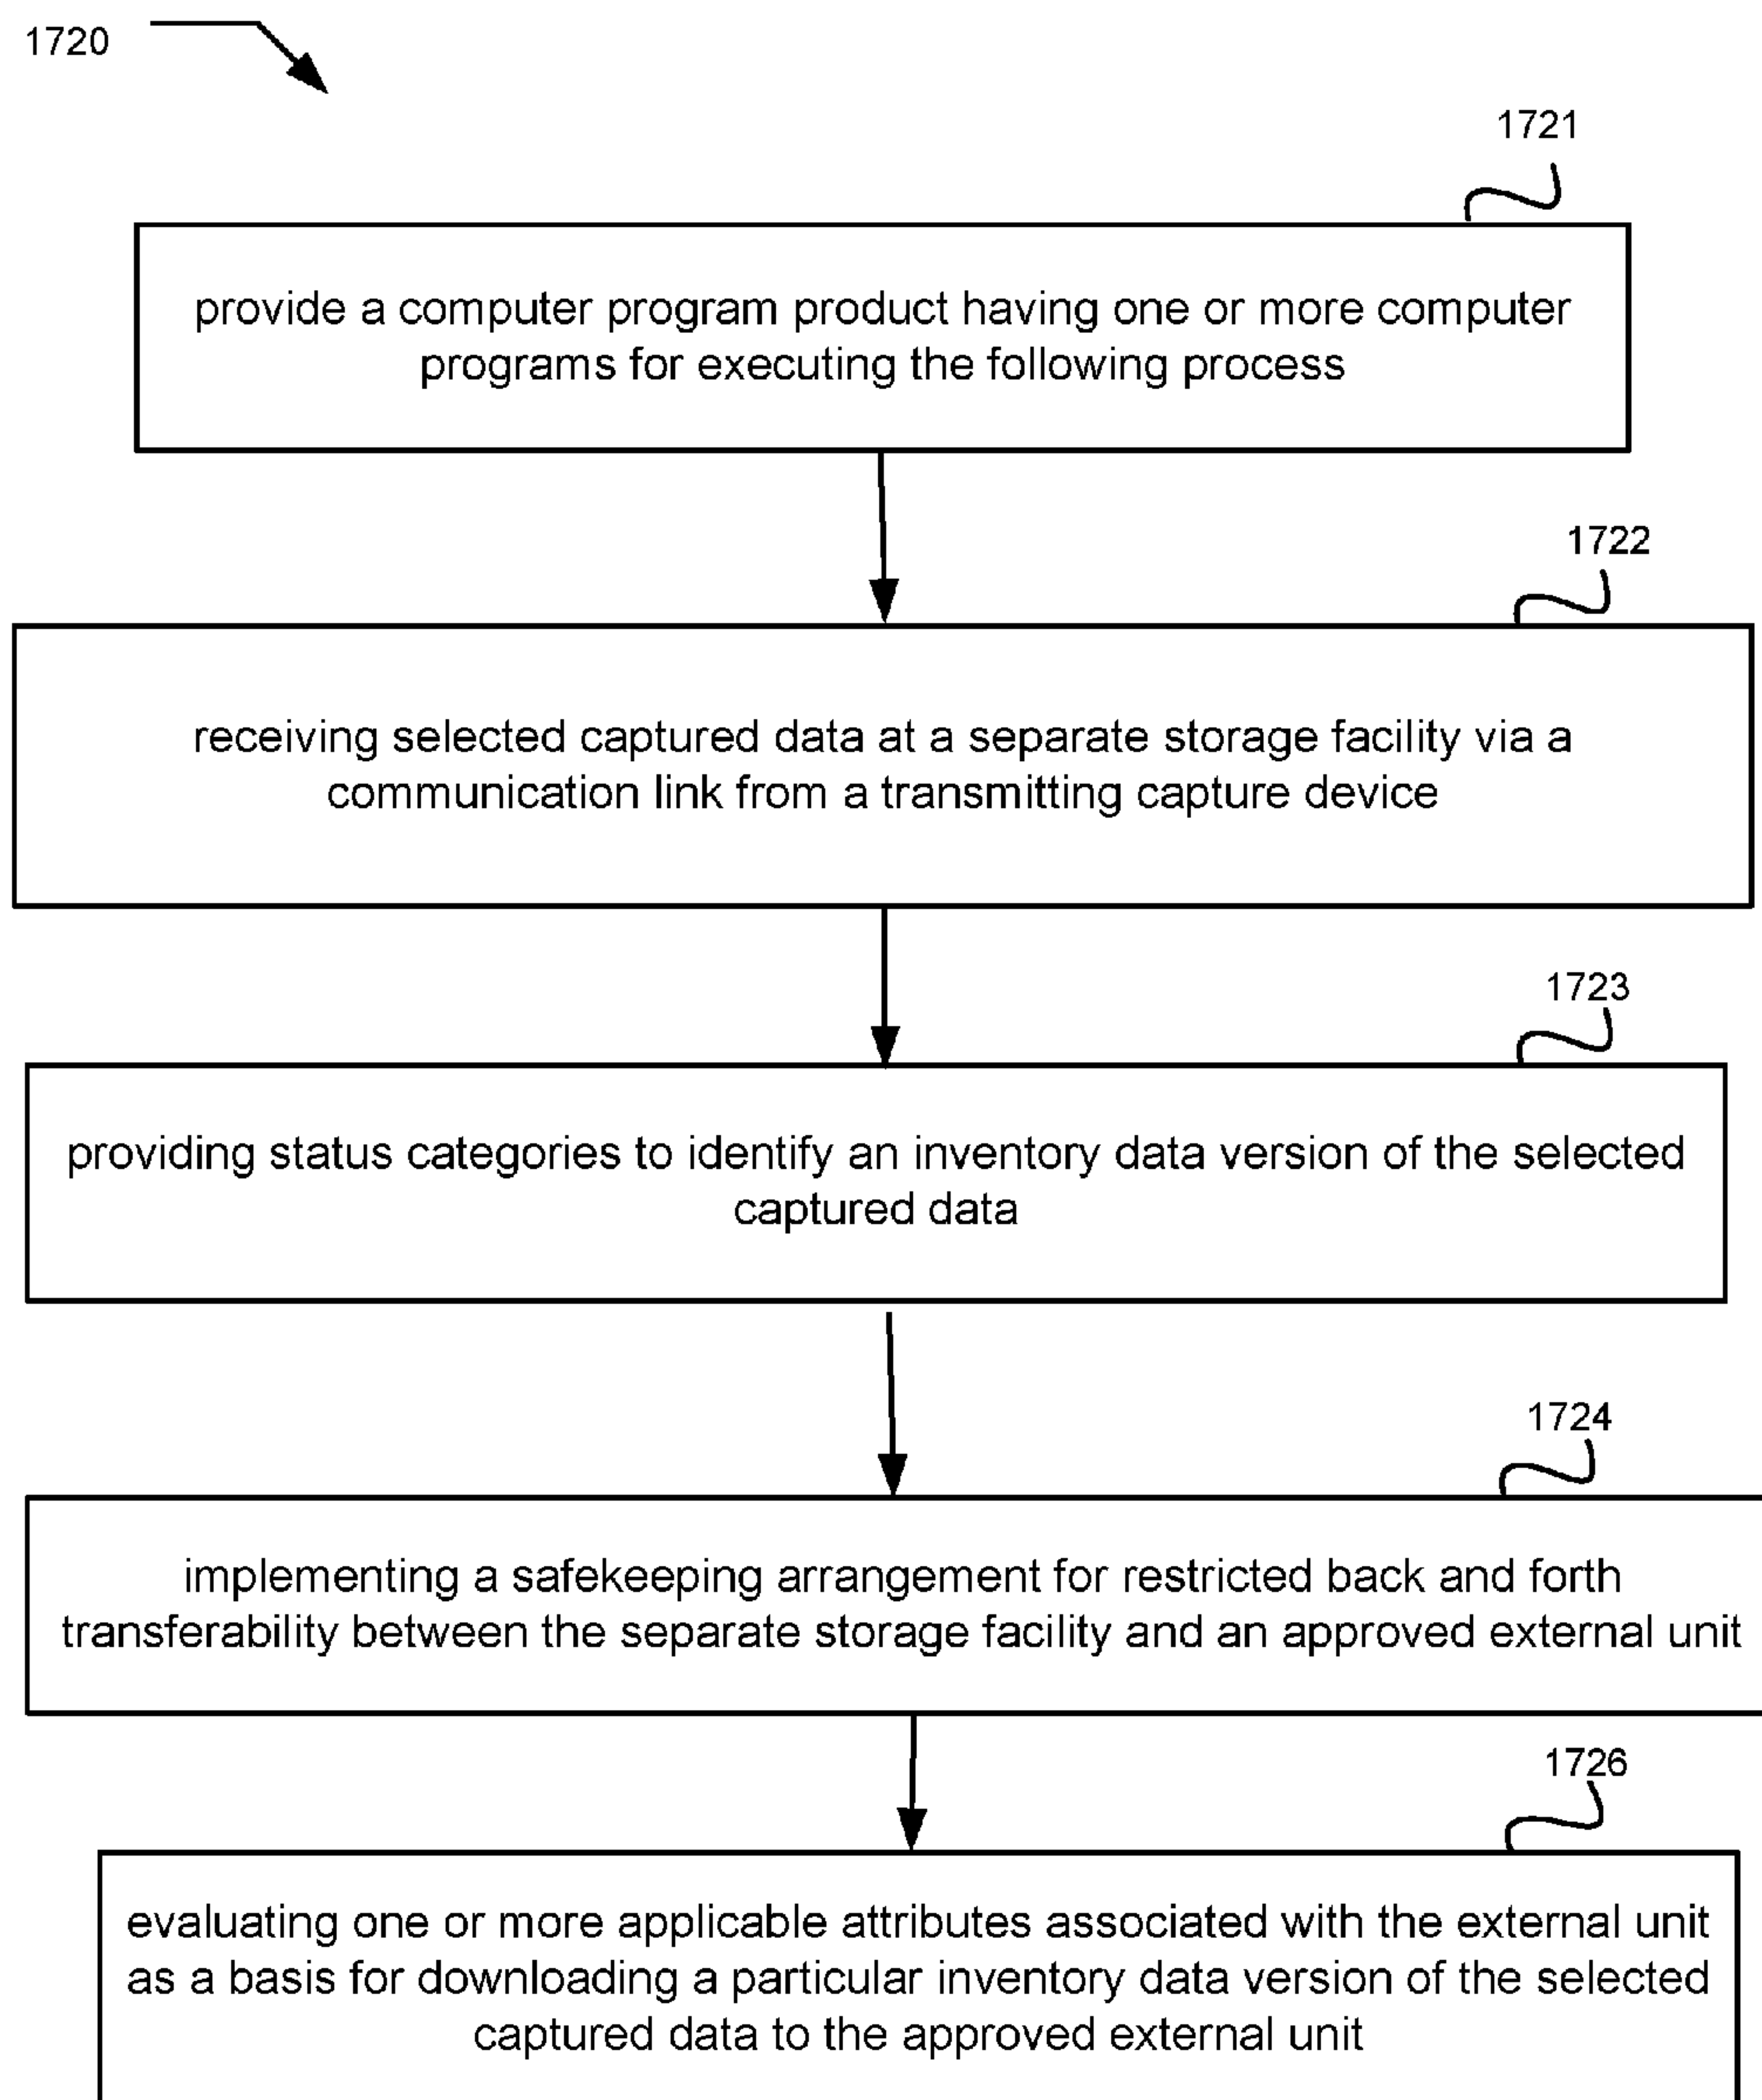 1720
1721
provide a computer program product having one or more computer
programs for executing the following process
1722
receiving selected captured data at a separate storage facility via a
communication link from a transmitting capture device
1723
providing status categories to identify an inventory data version of the selected
captured data
1724
implementing a safekeeping arrangement for restricted back and forth
transferability between the separate storage facility and an approved external unit
1726
evaluating one or more applicable attributes associated with the external unit
as a basis for downloading a particular inventory data version of the selected
captured data to the approved external unit